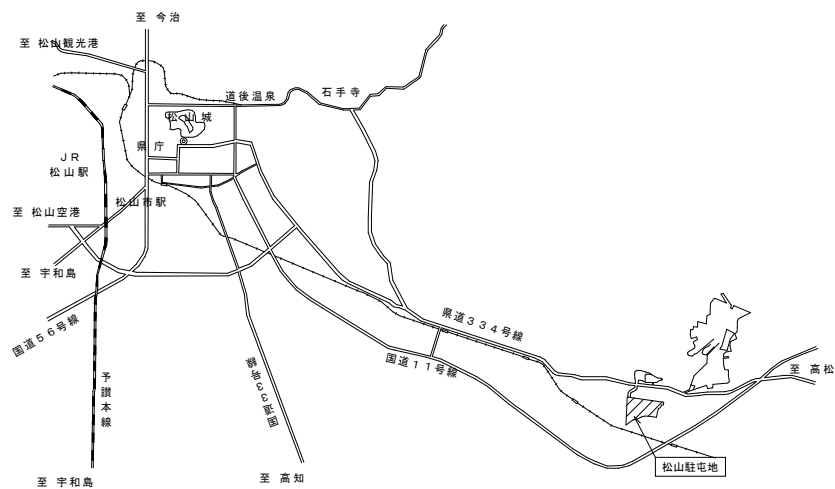 至 今治
至 松山観光港
道後温泉
石手寺
松山城
県庁
ＪＲ
松山駅
松山市駅
至 松山空港
至 宇和島
国道５６号線
県道３３４号線
国道１１号線
国道３３号線
至 高松
予讃本線
松山駐屯地
至 宇和島
至 高知